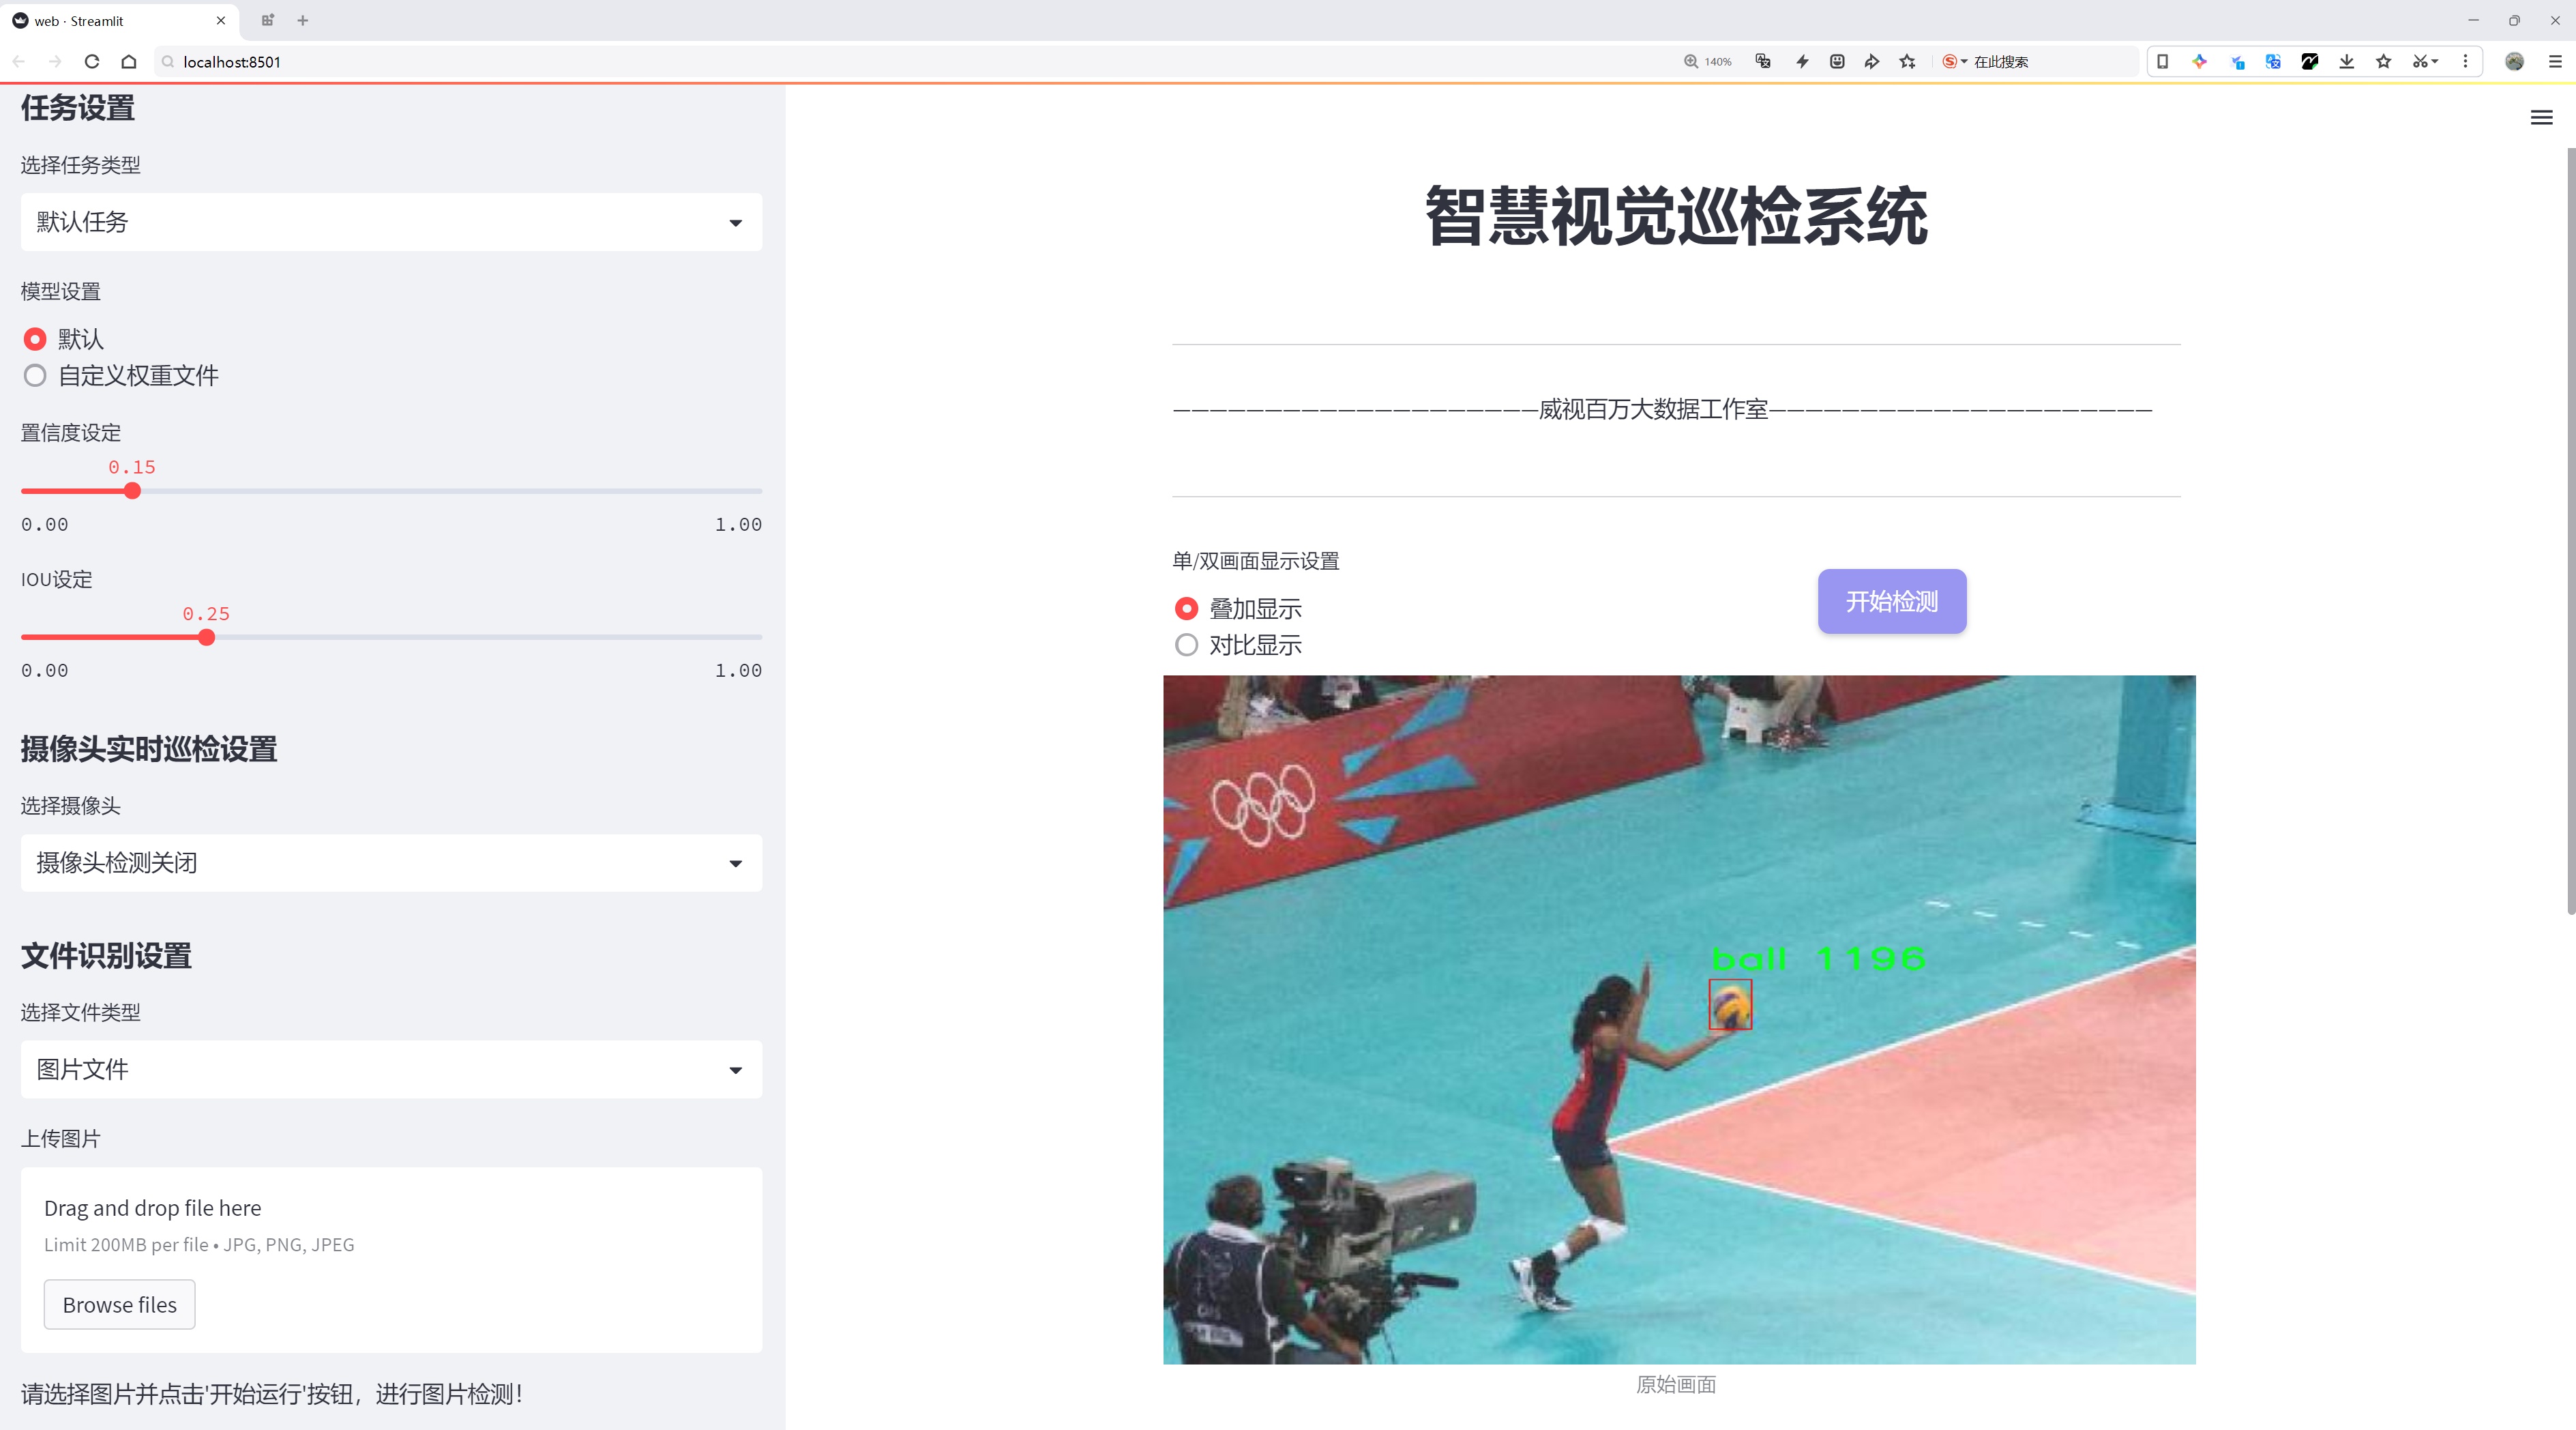 web · Streamlit
localhost:8501
140%
在此搜索
任务设置
选择任务类型
默认任务
模型设置
默认
自定义权重文件
置信度设定
0.15
0.00
1.00
IOU设定
0.25
0.00
1.00
摄像头实时巡检设置
选择摄像头
摄像头检测关闭
文件识别设置
选择文件类型
图片文件
上传图片
Drag and drop file here
Limit 200MB per file • JPG, PNG, JPEG
Browse files
请选择图片并点击'开始运行'按钮，进行图片检测！
智慧视觉巡检系统
————————————————————威视百万大数据工作室—————————————————————
单/双画面显示设置
叠加显示
对比显示
开始检测
ball 1196
原始画面